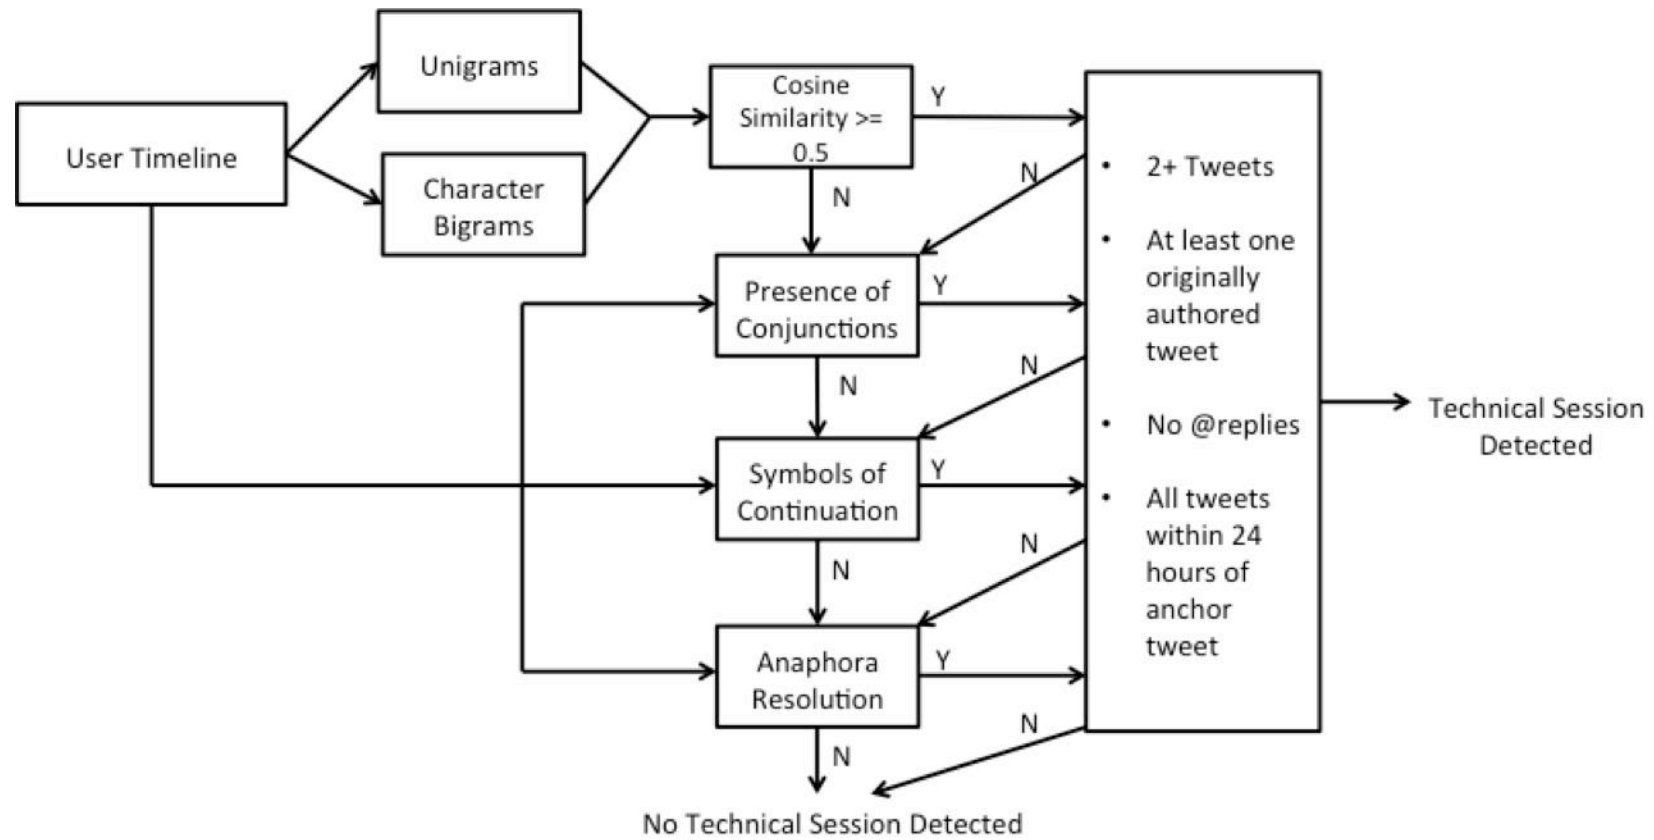 Unigrams
User Timeline
Character
Bigrams
Cosine
Similarity >=
0.5
Y
N
N
Presence of
Conjunctions
Y
N
N
Symbols of
Continuation
Y
N
N
Anaphora
Resolution
Y
N
N
• 2+ Tweets
• At least one
originally
authored
tweet
• No @replies
• All tweets
within 24
hours of
anchor
tweet
Technical Session
Detected
No Technical Session Detected